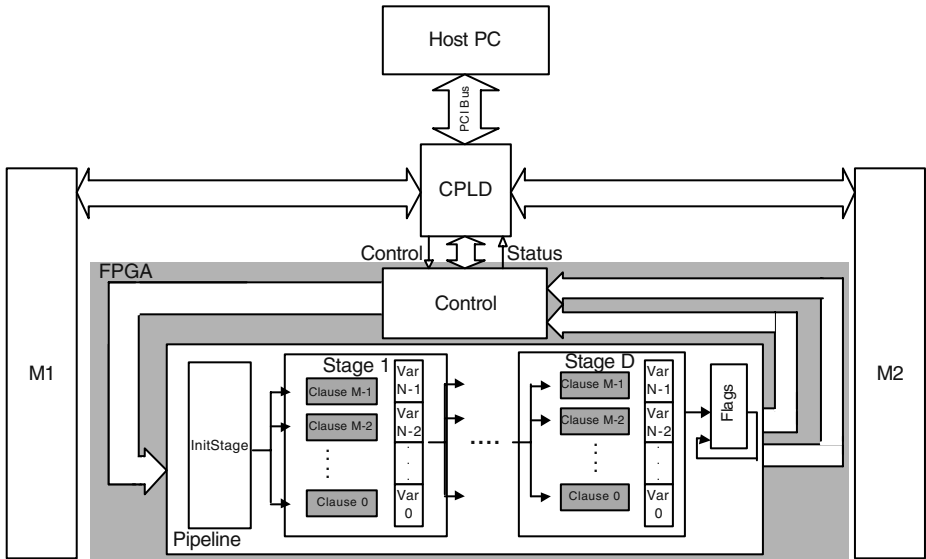 Host PC
PCI Bus
CPLD
Control
Status
FPGA
Control
M1
M2
Stage 1
Stage D
InitStage
Clause M-1
Clause M-2
Clause 0
Var
N-1
Var
N-2
Var
0
....
Clause M-1
Clause M-2
Clause 0
Var
N-1
Var
N-2
Var
0
Flags
Pipeline